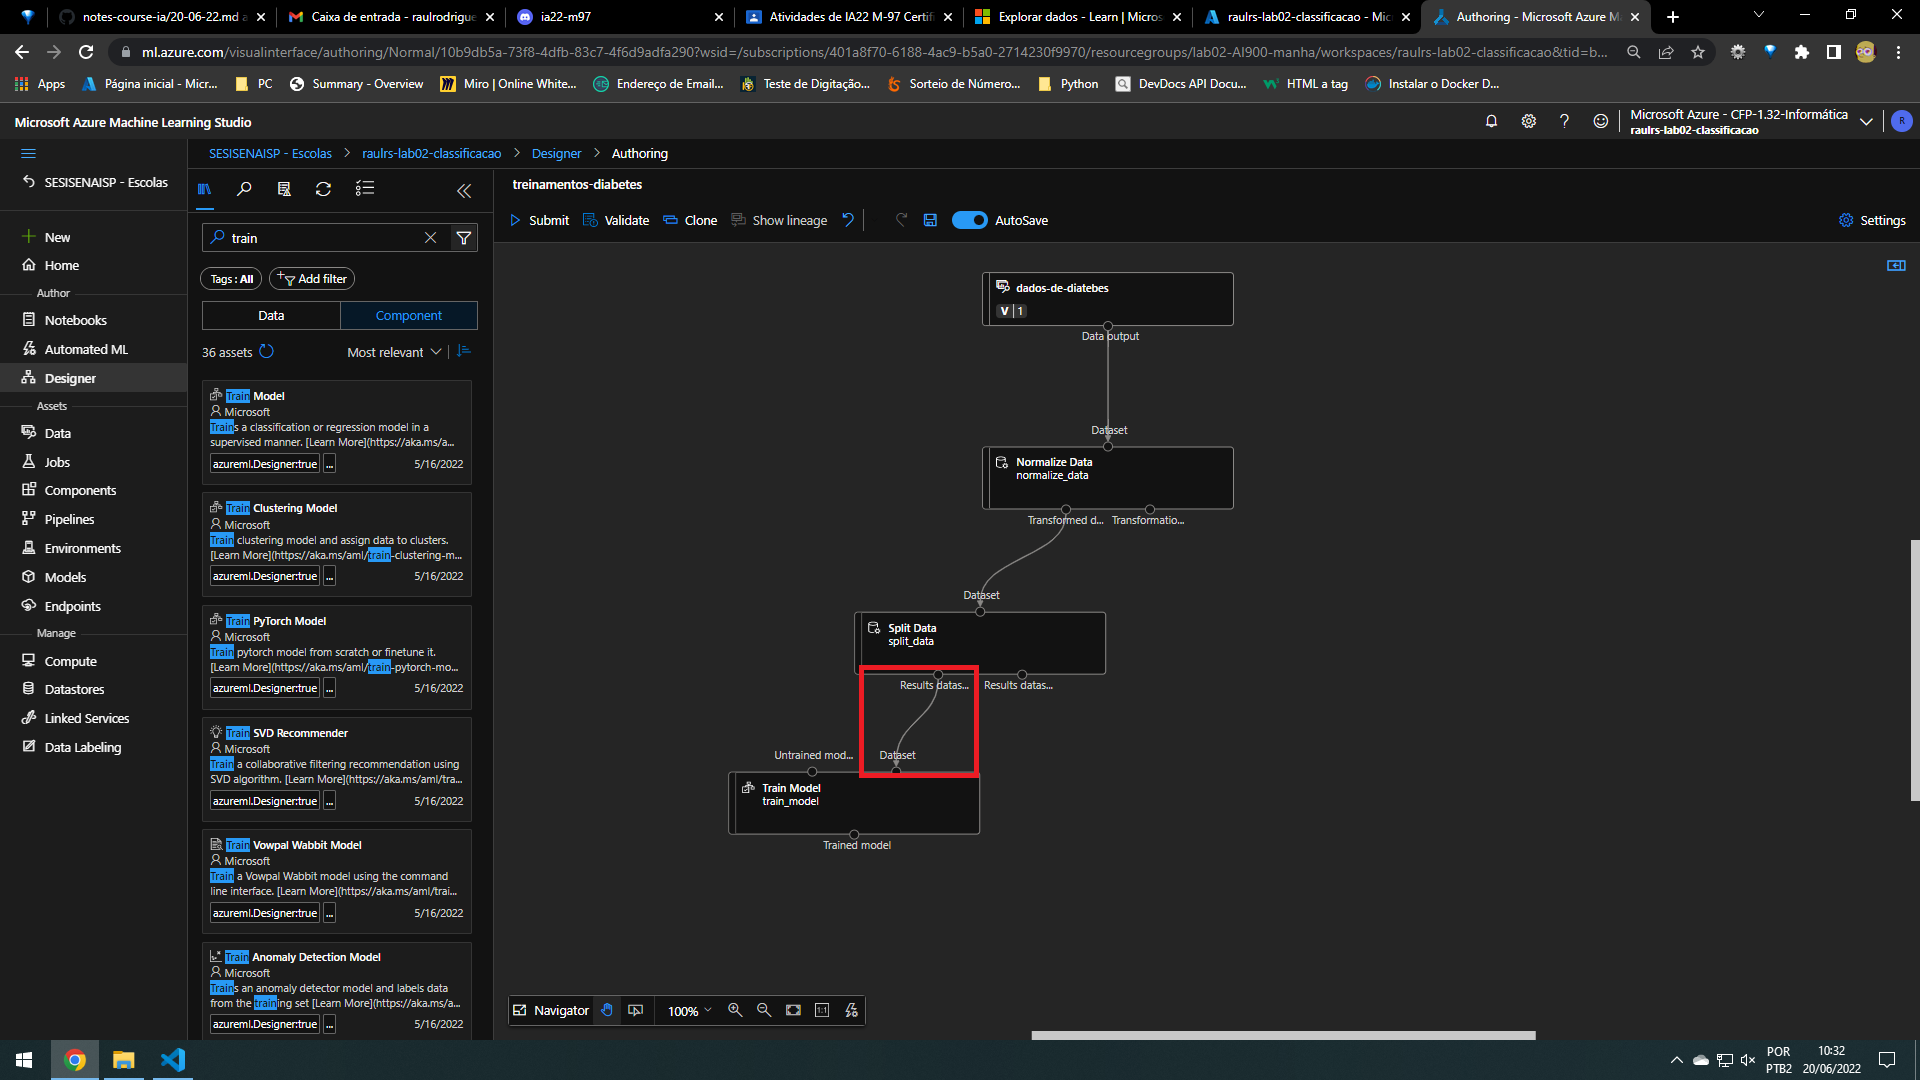 notes-course-ia/20-06-22.md a
Caixa de entrada - raulrodrigue
ia22-m97
Atividades de IA22 M-97 Certifi
Explorar dados - Learn | Micros
raulrs-lab02-classificacao - Mic
Authoring - Microsoft Azure Ma
ml.azure.com/visualinterface/authoring/Normal/10b9db5a-73f8-4dfb-83c7-4f6d9adfa290?wsid=/subscriptions/401a8f70-6188-4ac9-b5a0-2714230f9970/resourcegroups/lab02-AI900-manha/workspaces/raulrs-lab02-classificacao&tid=b...
Apps
Página inicial - Micr...
PC
Summary - Overview
Miro | Online White...
Endereço de Email...
Teste de Digitação...
Sorteio de Número...
Python
DevDocs API Docu...
HTML a tag
Instalar o Docker D...
Microsoft Azure Machine Learning Studio
Microsoft Azure - CFP-1.32-Informática
raulrs-lab02-classificacao
R
SESISENAISP - Escolas
New
Home
Author
Notebooks
Automated ML
Designer
Assets
Data
Jobs
Components
Pipelines
Environments
Models
Endpoints
Manage
Compute
Datastores
Linked Services
Data Labeling
SESISENAISP - Escolas > raulrs-lab02-classificacao > Designer > Authoring
train
Tags : All
Add filter
Data
Component
36 assets
Most relevant
Train Model
Microsoft
Trains a classification or regression model in a
supervised manner. [Learn More](https://aka.ms/a...
azureml.Designer:true ... 5/16/2022
Train Clustering Model
Microsoft
Train clustering model and assign data to clusters.
[Learn More](https://aka.ms/aml/train-clustering-m...
azureml.Designer:true ... 5/16/2022
Train PyTorch Model
Microsoft
Train pytorch model from scratch or finetune it.
[Learn More](https://aka.ms/aml/train-pytorch-mo...
azureml.Designer:true ... 5/16/2022
Train SVD Recommender
Microsoft
Train a collaborative filtering recommendation using
SVD algorithm. [Learn More](https://aka.ms/aml/tra...
azureml.Designer:true ... 5/16/2022
Train Vowpal Wabbit Model
Microsoft
Train a Vowpal Wabbit model using the command
line interface. [Learn More](https://aka.ms/aml/trai...
azureml.Designer:true ... 5/16/2022
Train Anomaly Detection Model
Microsoft
Trains an anomaly detector model and labels data
from the training set [Learn More](https://aka.ms/a...
azureml.Designer:true ... 5/16/2022
treinamentos-diabetes
Submit
Validate
Clone
Show lineage
AutoSave
Settings
dados-de-diatebes
V | 1
Data output
Dataset
Normalize Data
normalize_data
Transformed d...
Transformatio...
Dataset
Split Data
split_data
Results datas...
Results datas...
Untrained mod...
Dataset
Train Model
train_model
Trained model
Navigator
100%
1:1
POR
PTB2
10:32
20/06/2022